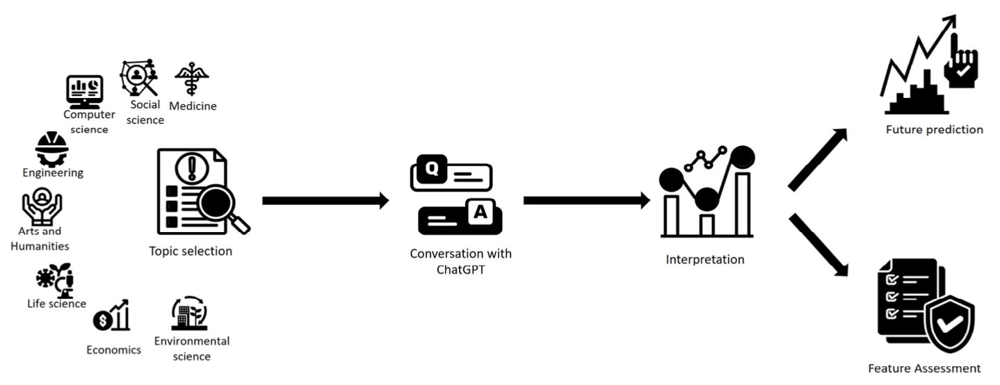 Computer
science
Social
science
Medicine
Engineering
Arts and
Humanities
Life science
Economics
Environmental
science
Topic selection
Q
A
Conversation with
ChatGPT
Interpretation
Future prediction
Feature Assessment